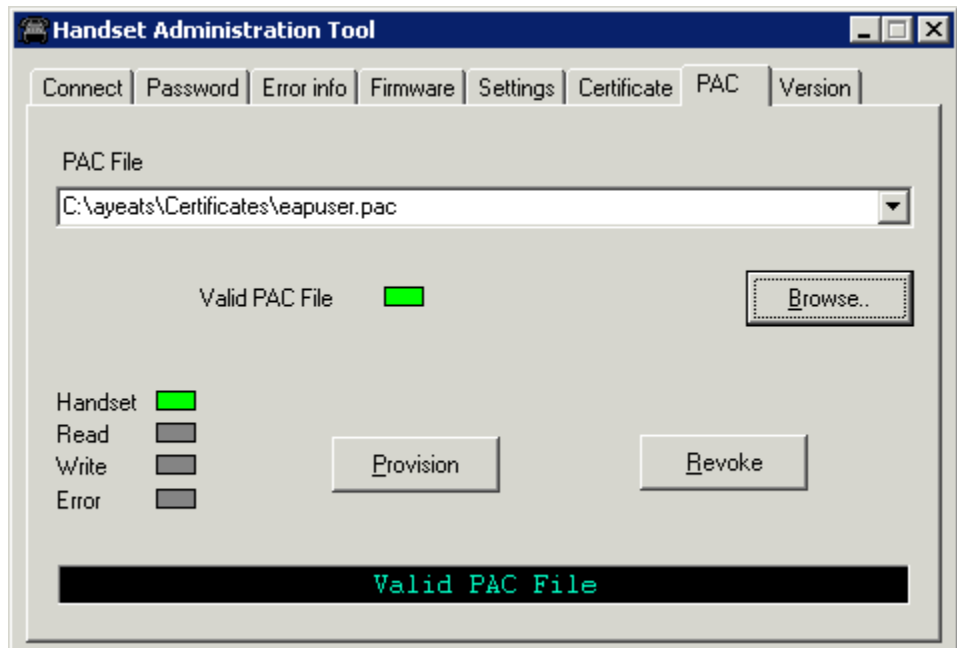 Handset Administration Tool
Connect Password Error info Firmware Settings Certificate PAC Version
PAC File
C:\ayeats\Certificates\eapuser.pac
Valid PAC File Browse..
Handset
Read
Provision Revoke
Write
Error
Valid PAC File